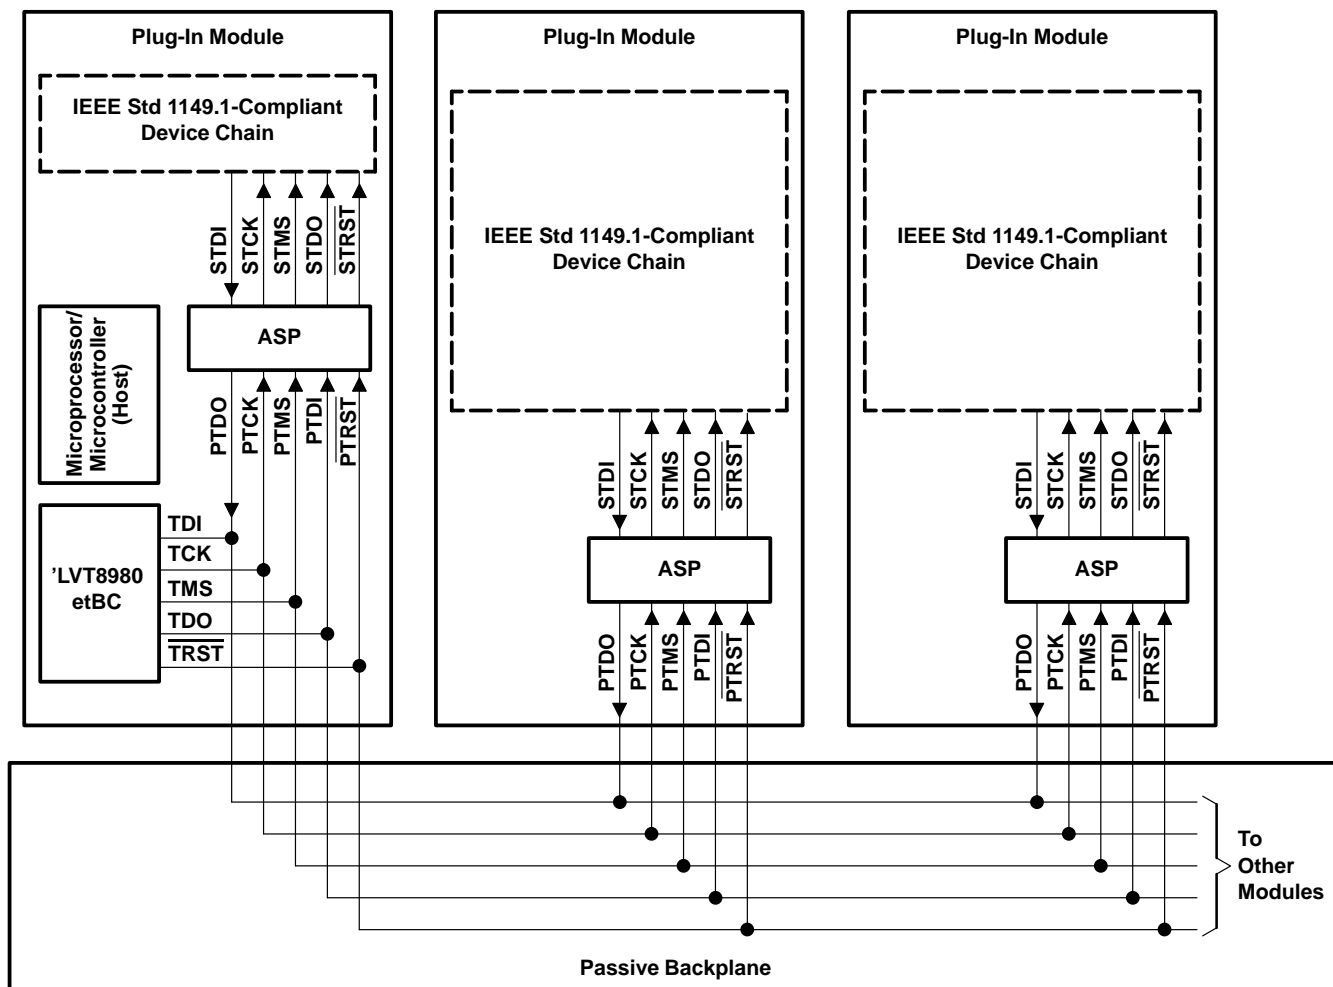 Plug-In Module
IEEE Std 1149.1-Compliant
Device Chain
STDI
STCK
STMS
STDO
STRST
ASP
Microprocessor/
Microcontroller
(Host)
PTDO
PTCK
PTMS
PTDI
PTRST
'LVT8980
etBC
TDI
TCK
TMS
TDO
TRST
Plug-In Module
IEEE Std 1149.1-Compliant
Device Chain
STDI
STCK
STMS
STDO
STRST
ASP
PTDO
PTCK
PTMS
PTDI
PTRST
Plug-In Module
IEEE Std 1149.1-Compliant
Device Chain
STDI
STCK
STMS
STDO
STRST
ASP
PTDO
PTCK
PTMS
PTDI
PTRST
To
Other
Modules
Passive Backplane